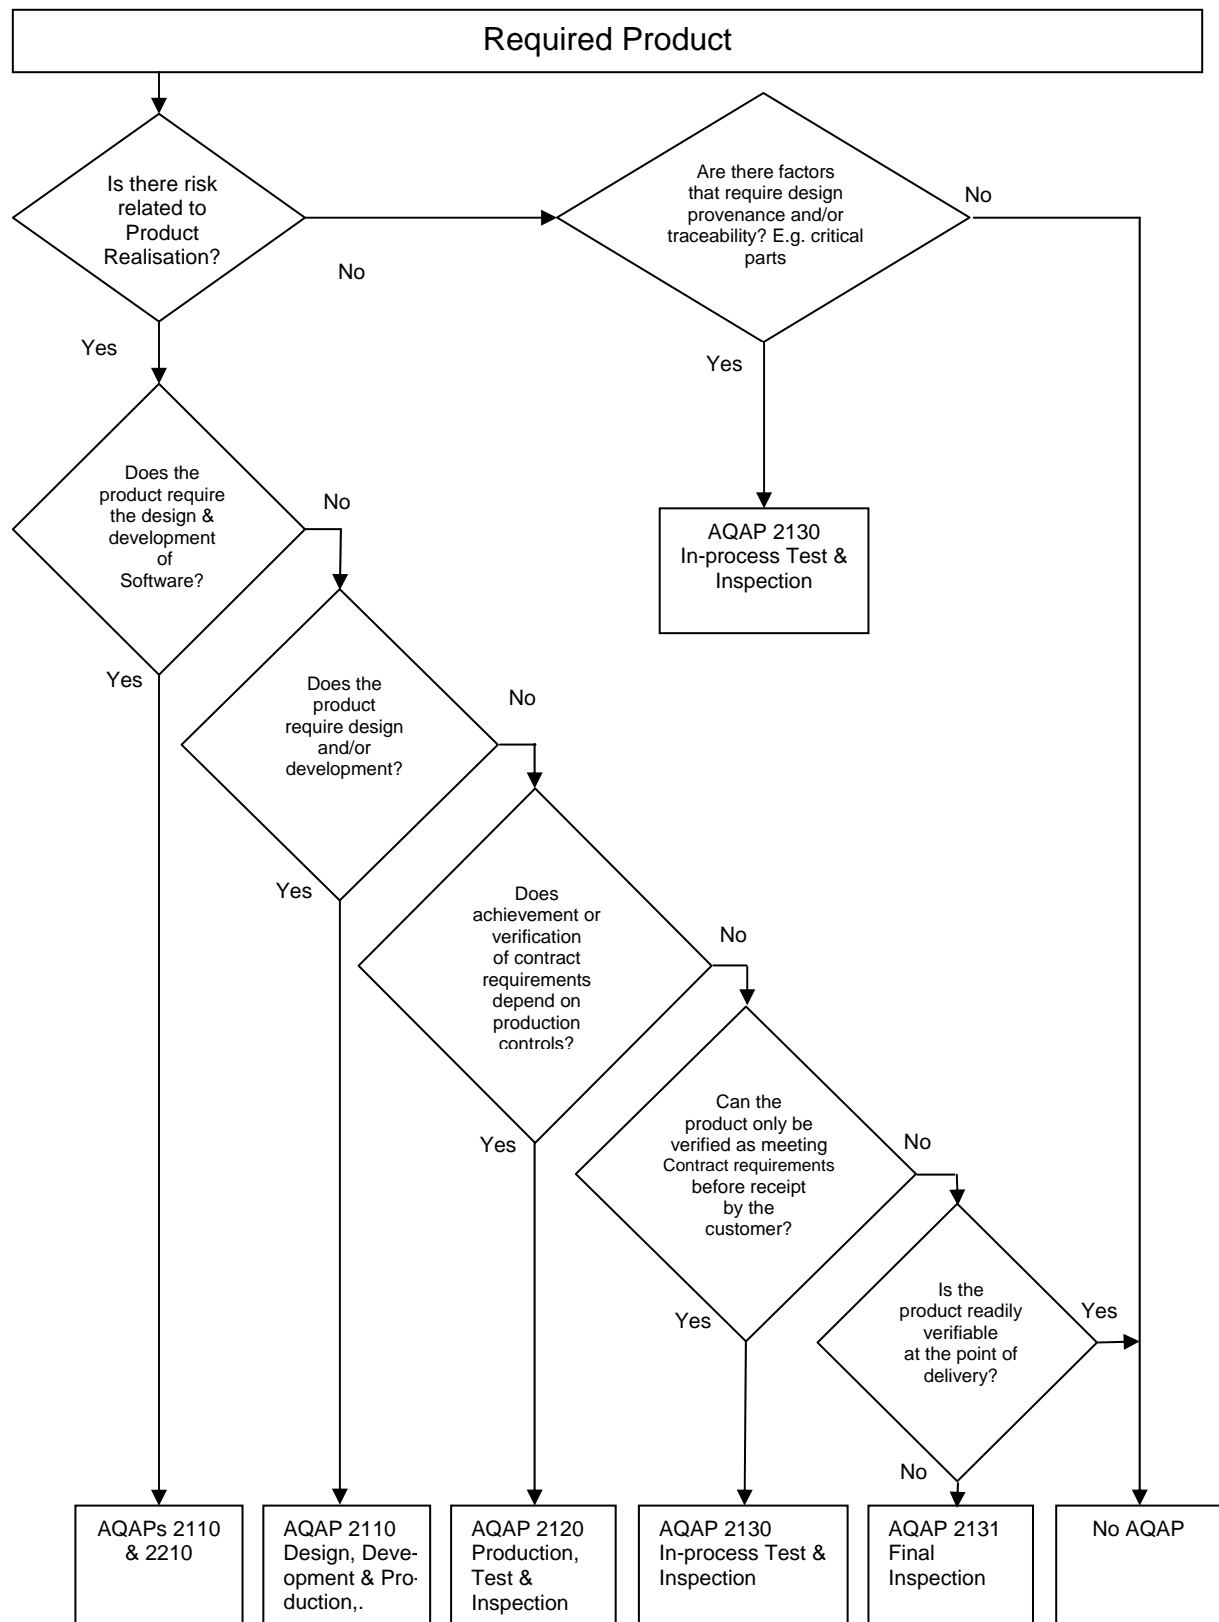 Required Product
Is there risk
related to
Product
Realisation?
No
Are there factors
that require design
provenance and/or
traceability? E.g. critical
parts
No
Yes
AQAP 2130
In-process Test &
Inspection
Yes
Does the
product require
the design &
development
of
Software?
No
Yes
Does the
product
require design
and/or
development?
No
Yes
Does
achievement or
verification
of contract
requirements
depend on
production
controls?
No
Yes
Can the
product only be
verified as meeting
Contract requirements
before receipt
by the
customer?
No
Yes
Is the
product readily
verifiable
at the point of
delivery?
Yes
No
AQAPs 2110
& 2210
AQAP 2110
Design, Deve-
opment & Pro-
duction,.
AQAP 2120
Production,
Test &
Inspection
AQAP 2130
In-process Test &
Inspection
AQAP 2131
Final
Inspection
No AQAP